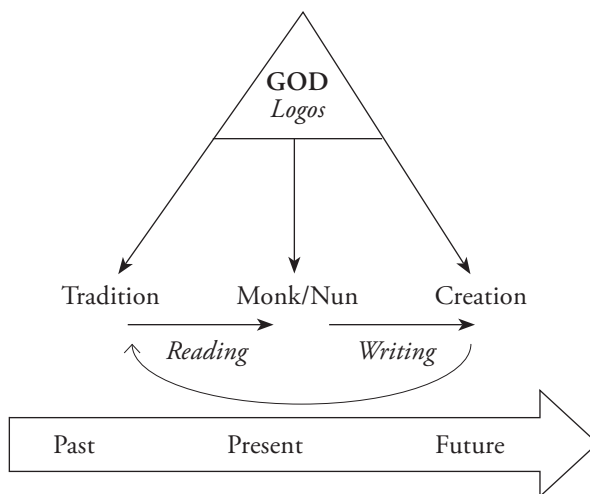 GOD
Logos
Tradition Monk/Nun Creation
Reading Writing
Past Present Future